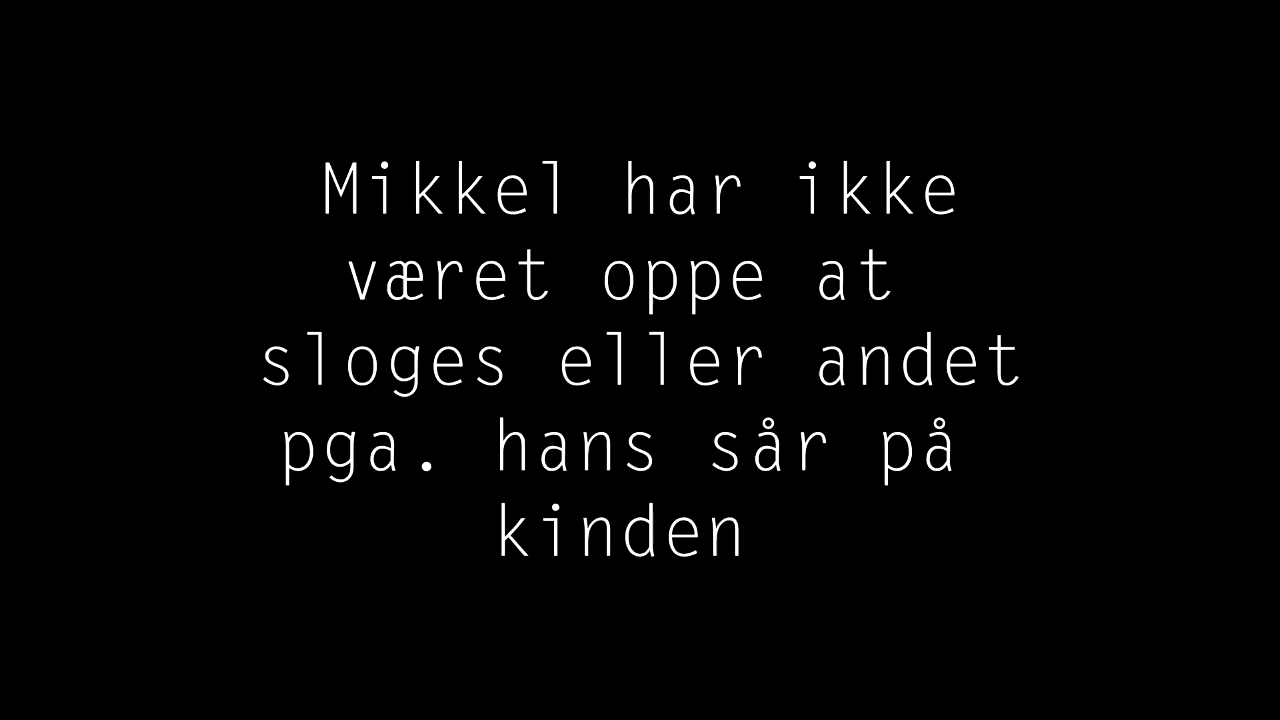 Mikkel har ikke
været oppe at
sloges eller andet
pga. hans sår på
kinden